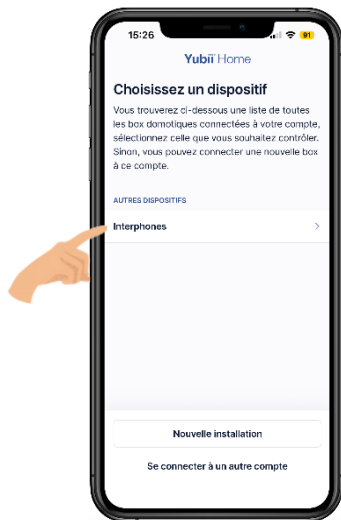 15:26
91
Yubii Home
Choisissez un dispositif
Vous trouverez ci-dessous une liste de toutes
les box domotiques connectées à votre compte,
sélectionnez celle que vous souhaitez contrôler.
Sinon, vous pouvez connecter une nouvelle box
à ce compte.
AUTRES DISPOSITIFS
Interphones
Nouvelle installation
Se connecter à un autre compte